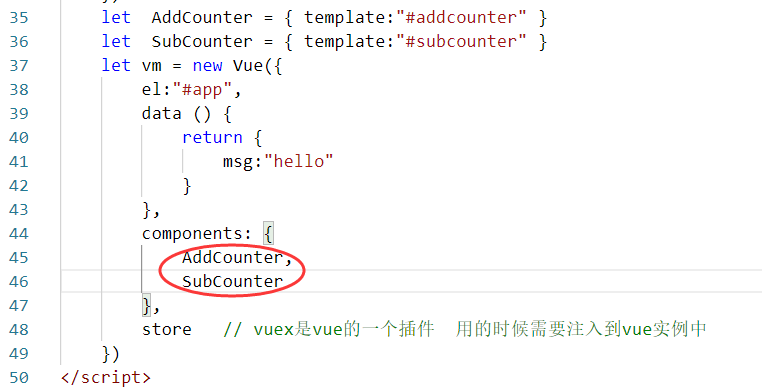 35 let AddCounter = { template:"#addcounter" }
36 let SubCounter = { template:"#subcounter" }
37 let vm = new Vue({
38 el:"#app",
39 data () {
40 return {
41 msg:"hello"
42 }
43 },
44 components: {
45 AddCounter,
46 SubCounter
47 },
48 store // vuex是vue的一个插件 用的时候需要注入到vue实例中
49 })
50 </script>